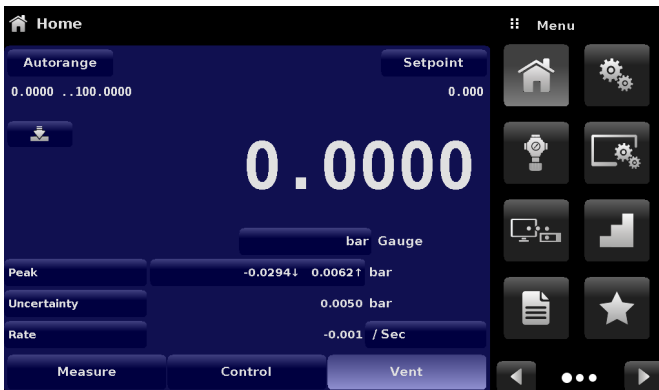 Home
Menu
Autorange
Setpoint
0.0000 ..100.0000
0.000
0.0000
bar Gauge
Peak -0.0294↓ 0.0062↑ bar
Uncertainty 0.0050 bar
Rate -0.001 / Sec
Measure Control Vent